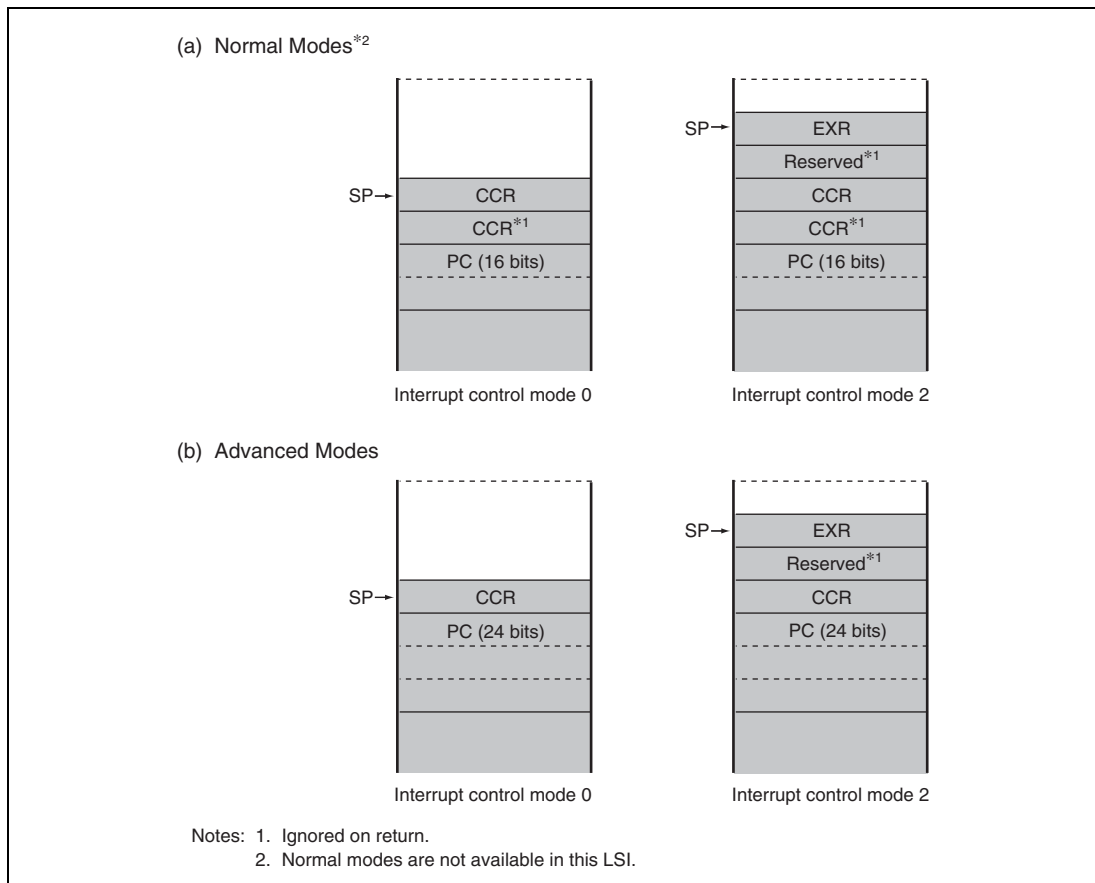 (a) Normal Modes*2
SP→ CCR
CCR*1
PC (16 bits)
Interrupt control mode 0
SP→ EXR
Reserved*1
CCR
CCR*1
PC (16 bits)
Interrupt control mode 2
(b) Advanced Modes
SP→ CCR
PC (24 bits)
Interrupt control mode 0
SP→ EXR
Reserved*1
CCR
PC (24 bits)
Interrupt control mode 2
Notes: 1. Ignored on return.
2. Normal modes are not available in this LSI.